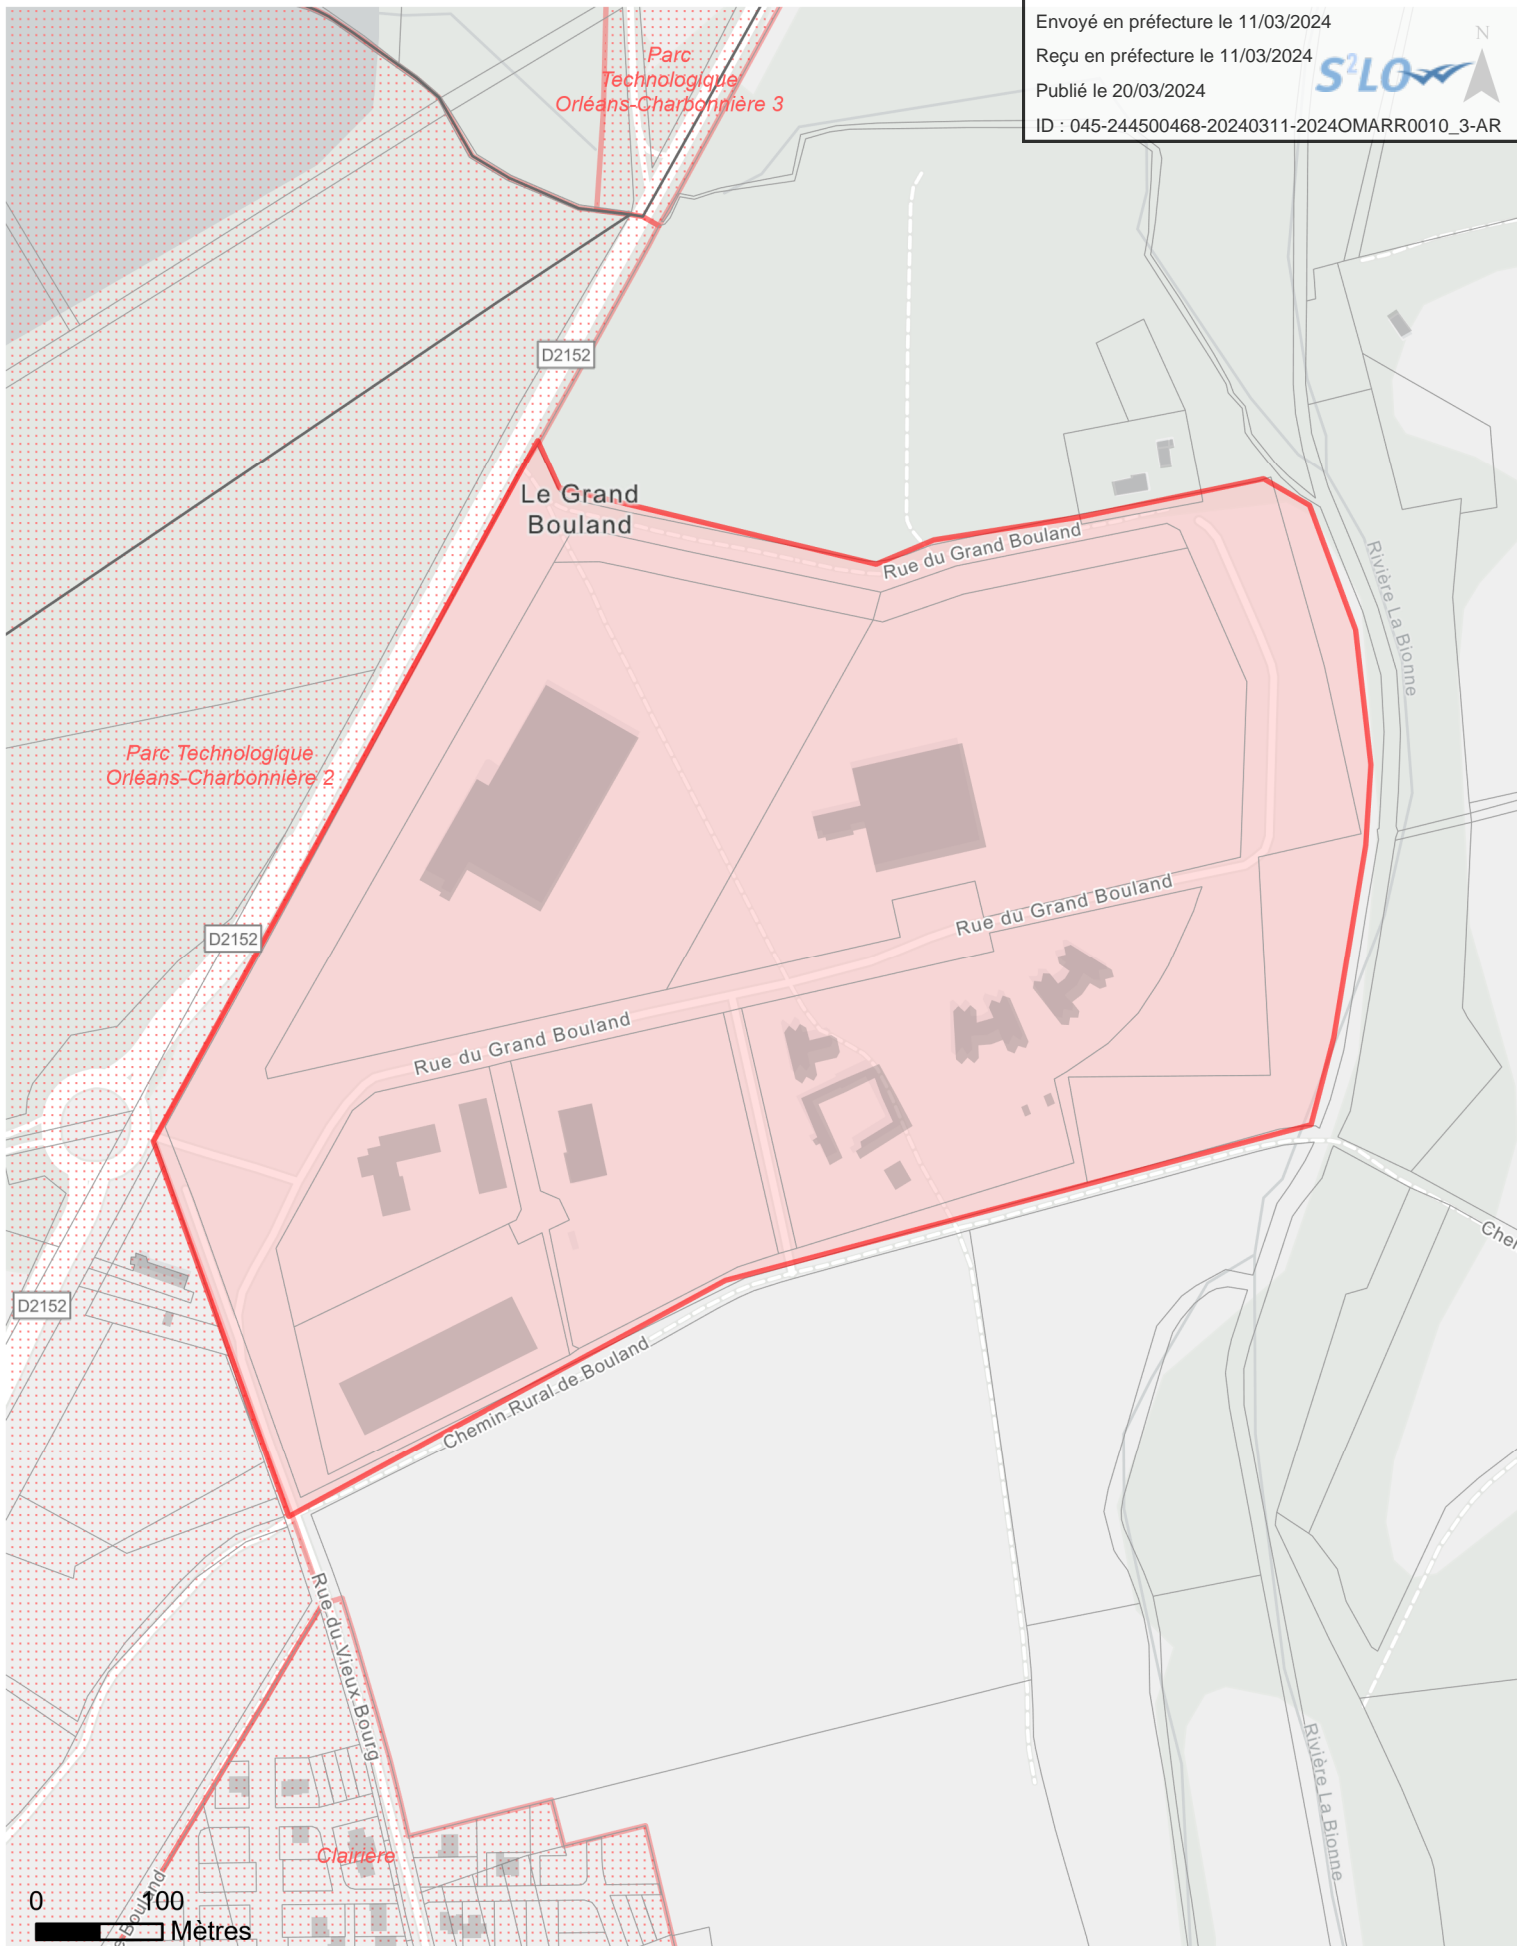 Envoyé en préfecture le 11/03/2024
Reçu en préfecture le 11/03/2024
Publié le 20/03/2024
ID : 045-244500468-20240311-2024OMARR0010_3-AR
S²LO
N
Parc
Technologique
Orléans-Charbonnière 3
D2152
Le Grand
Bouland
Rue du Grand Bouland
Rivière La Bionne
Parc Technologique
Orléans-Charbonnière 2
Rue du Grand Bouland
D2152
Rue du Grand Bouland
D2152
Chemin Rural de Bouland
Rue du Vieux Bourg
Rivière La Bionne
Clairière
Bouland
0 100
Mètres